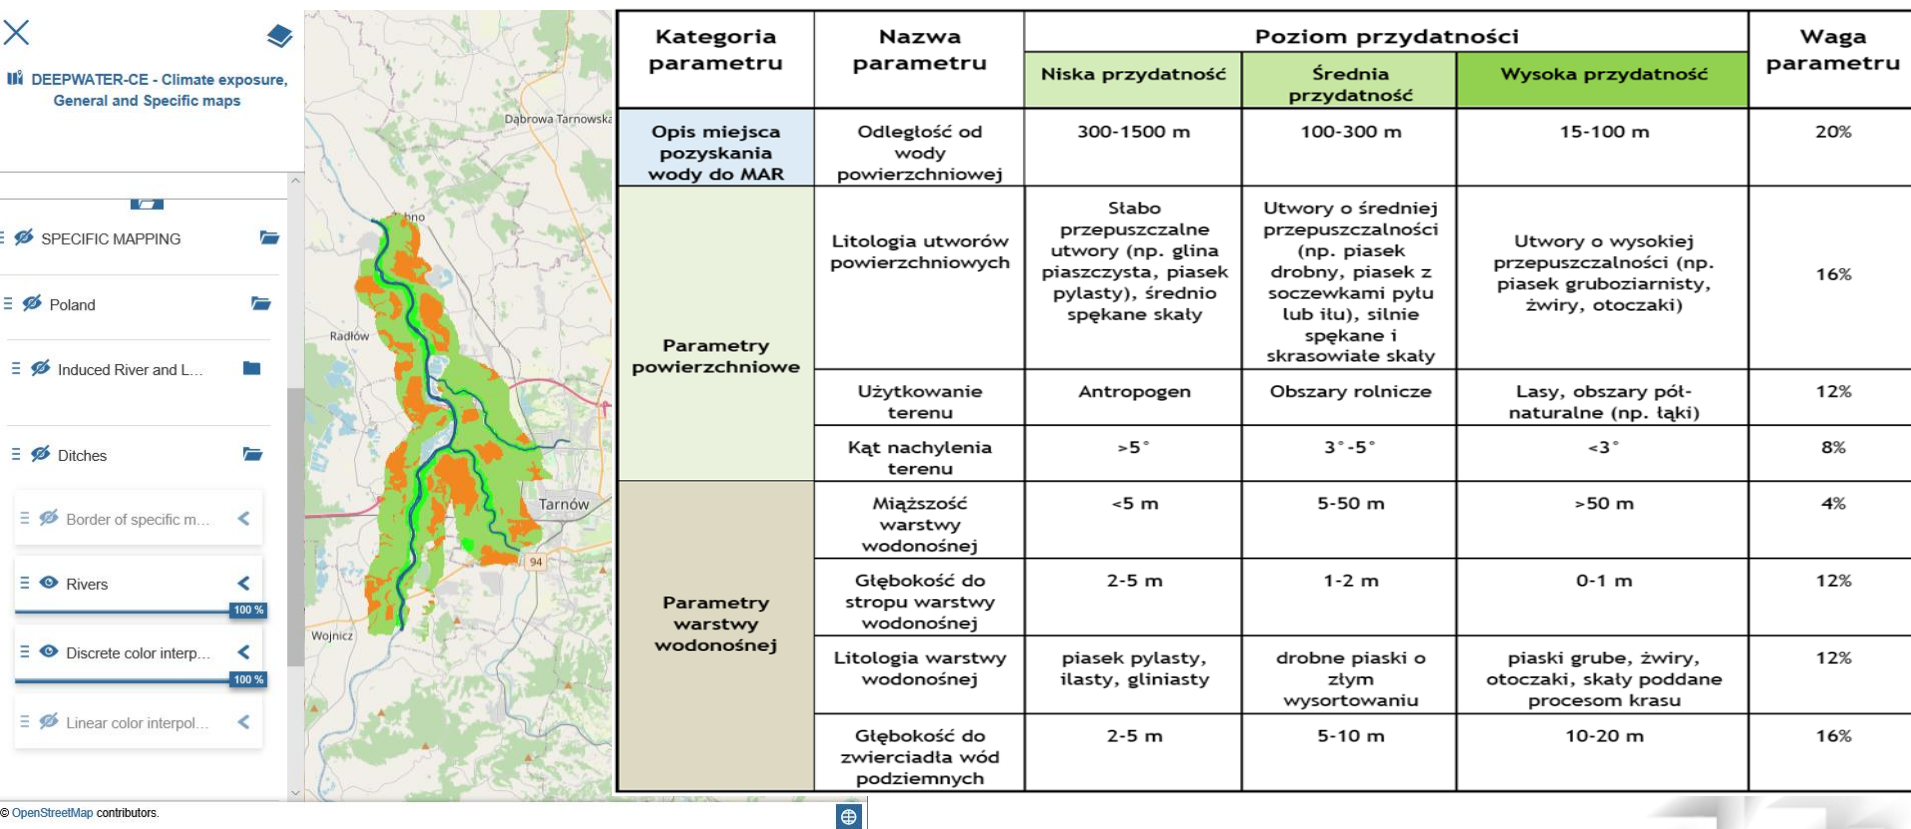 DEEPWATER-CE - Climate exposure,
General and Specific maps
SPECIFIC MAPPING
Poland
Induced River and L...
Ditches
Border of specific m...
Rivers
100 %
Discrete color interp...
100 %
Linear color interpol...
© OpenStreetMap contributors.
Dąbrowa Tarnowska
Radłów
Tarnów
94
Wojnicz
Kategoria
parametru
Nazwa
parametru
Poziom przydatności
Waga
parametru
Niska przydatność
Średnia
przydatność
Wysoka przydatność
Opis miejsca
pozyskania
wody do MAR
Odległość od
wody
powierzchniowej
300-1500 m
100-300 m
15-100 m
20%
Parametry
powierzchniowe
Litologia utworów
powierzchniowych
Słabo
przepuszczalne
utwory (np. glina
piaszczysta, piasek
pylasty), średnio
spękane skały
Utwory o średniej
przepuszczalności
(np. piasek
drobny, piasek z
soczewkami pyłu
lub iłu), silnie
spękane i
skrasowiałe skały
Utwory o wysokiej
przepuszczalności (np.
piasek gruboziarnisty,
żwiry, otoczaki)
16%
Użytkowanie
terenu
Antropogen
Obszary rolnicze
Lasy, obszary pół-
naturalne (np. łąki)
12%
Kąt nachylenia
terenu
>5°
3°-5°
<3°
8%
Parametry
warstwy
wodonośnej
Miąższość
warstwy
wodonośnej
<5 m
5-50 m
>50 m
4%
Głębokość do
stropu warstwy
wodonośnej
2-5 m
1-2 m
0-1 m
12%
Litologia warstwy
wodonośnej
piasek pylasty,
ilasty, gliniasty
drobne piaski o
złym
wysortowaniu
piaski grube, żwiry,
otoczaki, skały poddane
procesom krasu
12%
Głębokość do
zwierciadła wód
podziemnych
2-5 m
5-10 m
10-20 m
16%